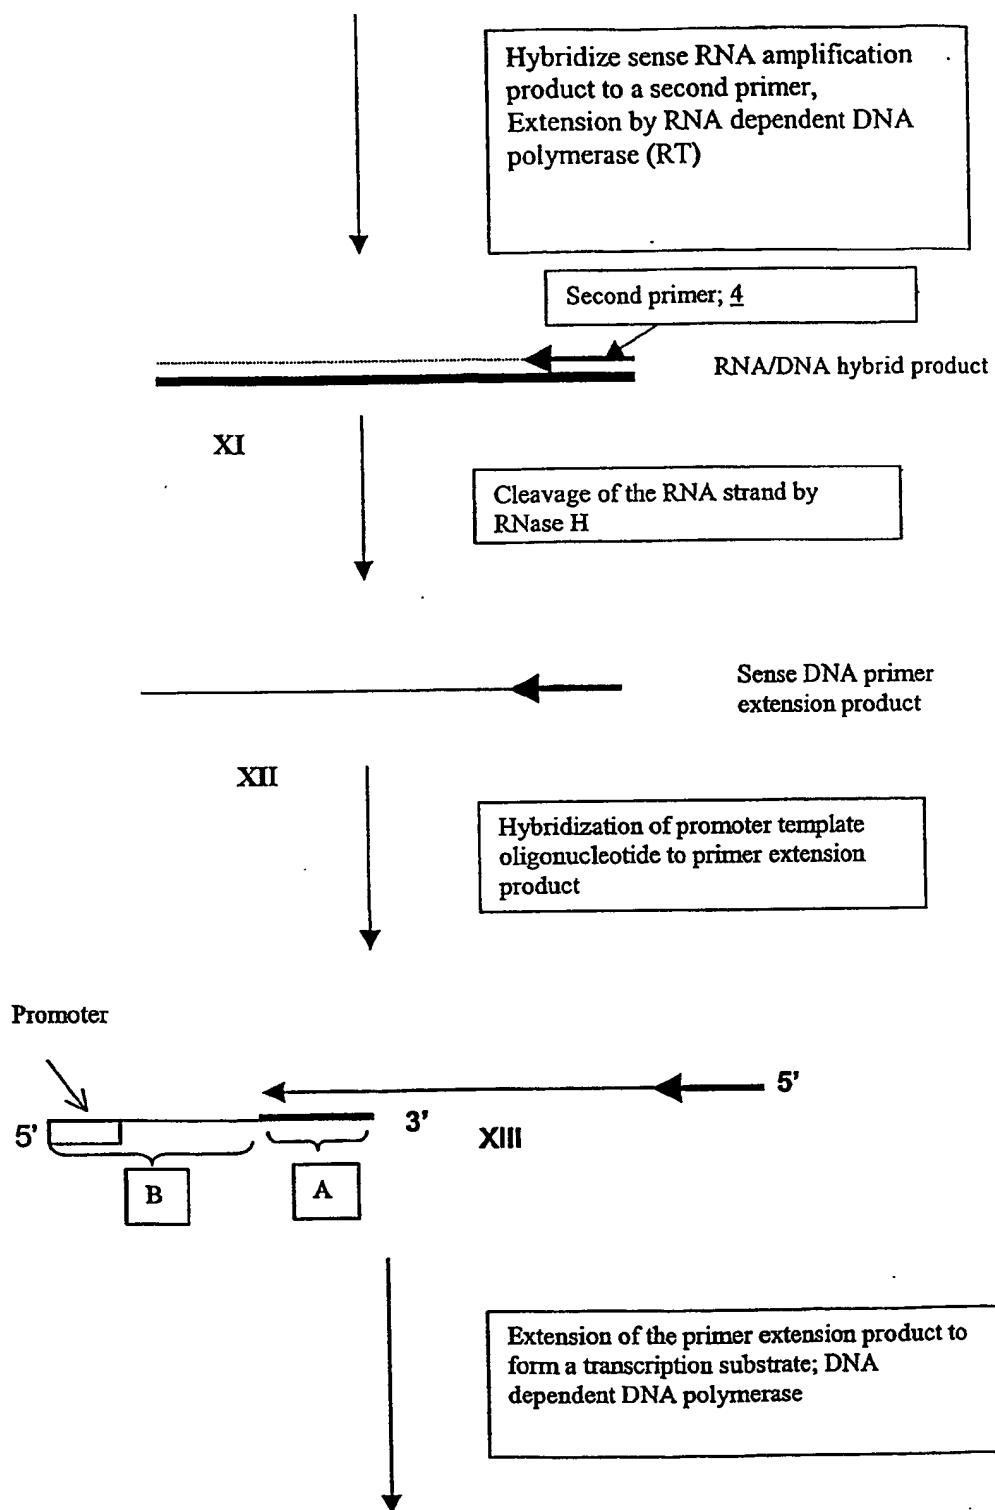 Hybridize sense RNA amplification
product to a second primer,
Extension by RNA dependent DNA
polymerase (RT)
Second primer; 4
RNA/DNA hybrid product
XI
Cleavage of the RNA strand by
RNase H
Sense DNA primer
extension product
XII
Hybridization of promoter template
oligonucleotide to primer extension
product
Promoter
5'
5'
3'
XIII
B
A
Extension of the primer extension product to
form a transcription substrate; DNA
dependent DNA polymerase